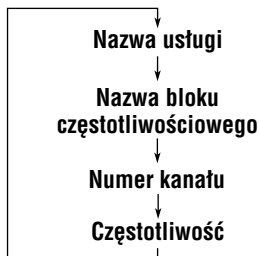 Nazwa usługi
Nazwa bloku
częstotliwościowego
Numer kanału
Częstotliwość